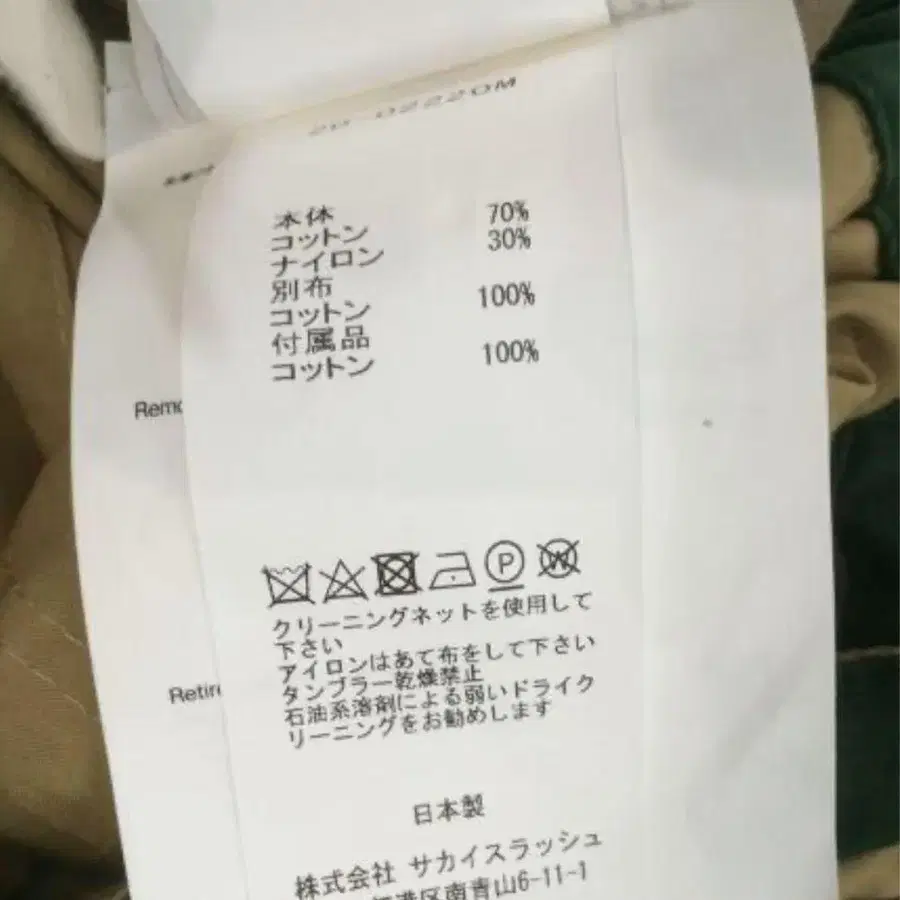 20-02220M
本体
コットン 70%
ナイロン 30%
別布
コットン 100%
付属品
コットン 100%
Remo
P
W
クリーニングネットを使用して
下さい
アイロンはあて布をして下さい
タンブラー乾燥禁止
石油系溶剤による弱いドライク
リーニングをお勧めします
Retire
日本製
株式会社 サカイスラッシュ
港区南青山6-11-1